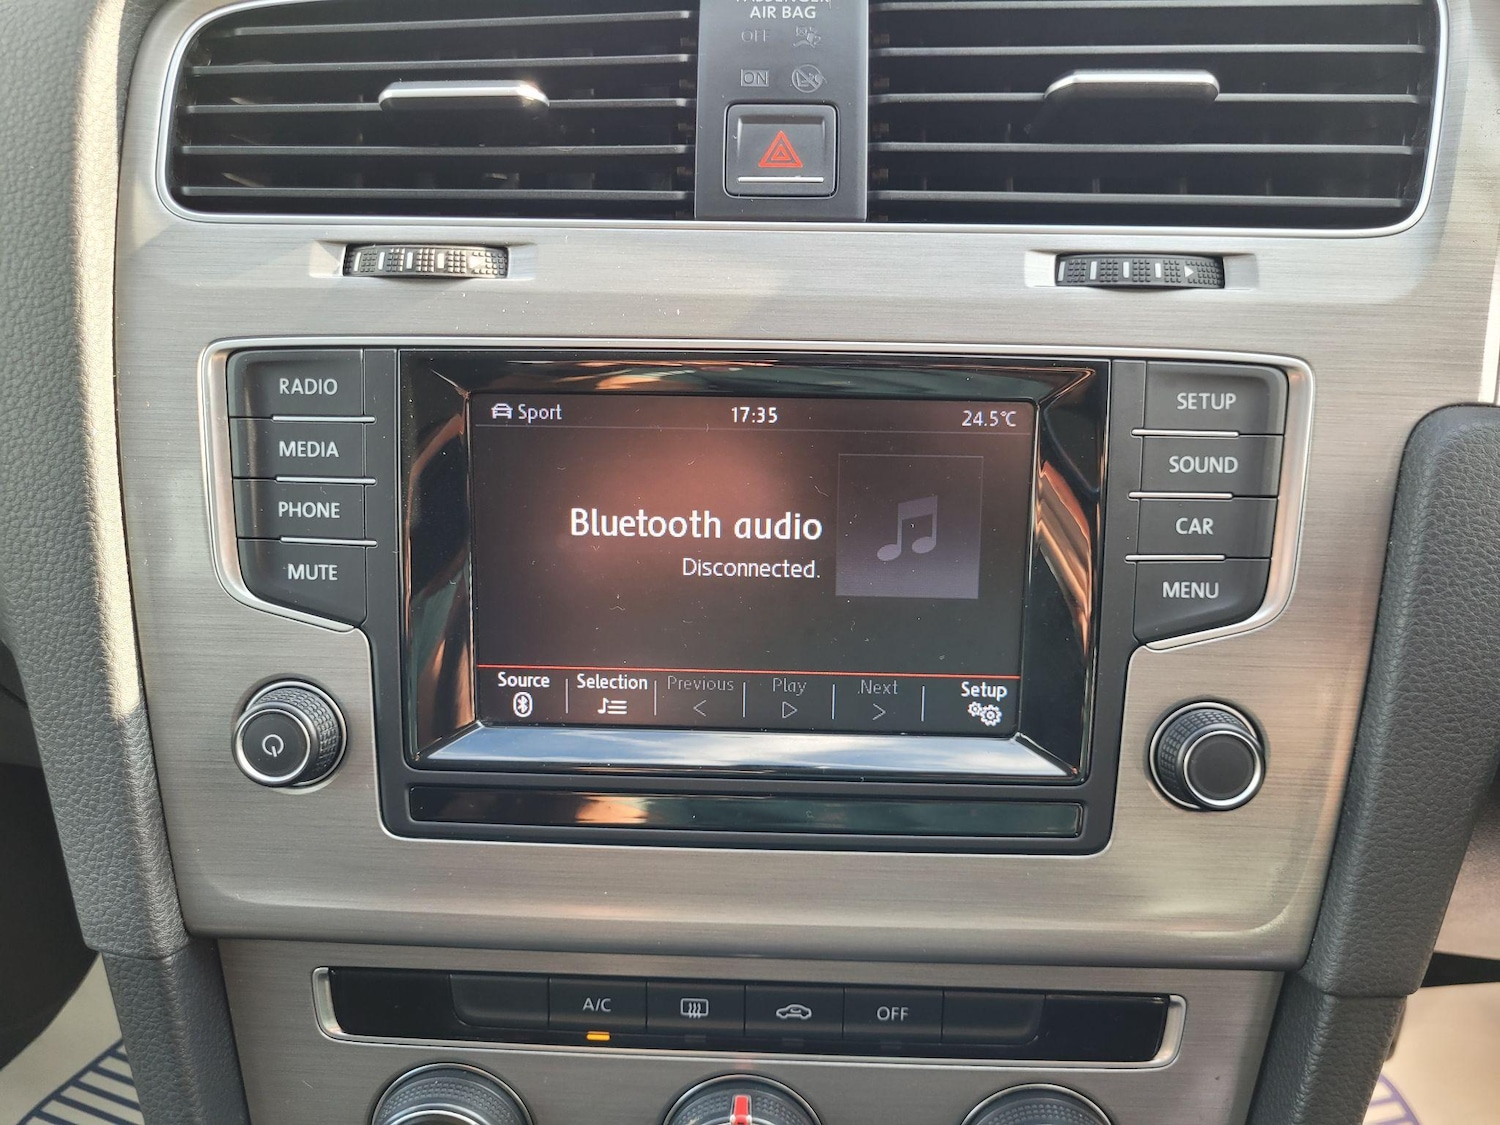 PASSENGER
AIR BAG
OFF
ON
RADIO
MEDIA
PHONE
MUTE
Sport 17:35 24.5°C
Bluetooth audio
Disconnected.
Source Selection Previous Play Next Setup
SETUP
SOUND
CAR
MENU
A/C OFF